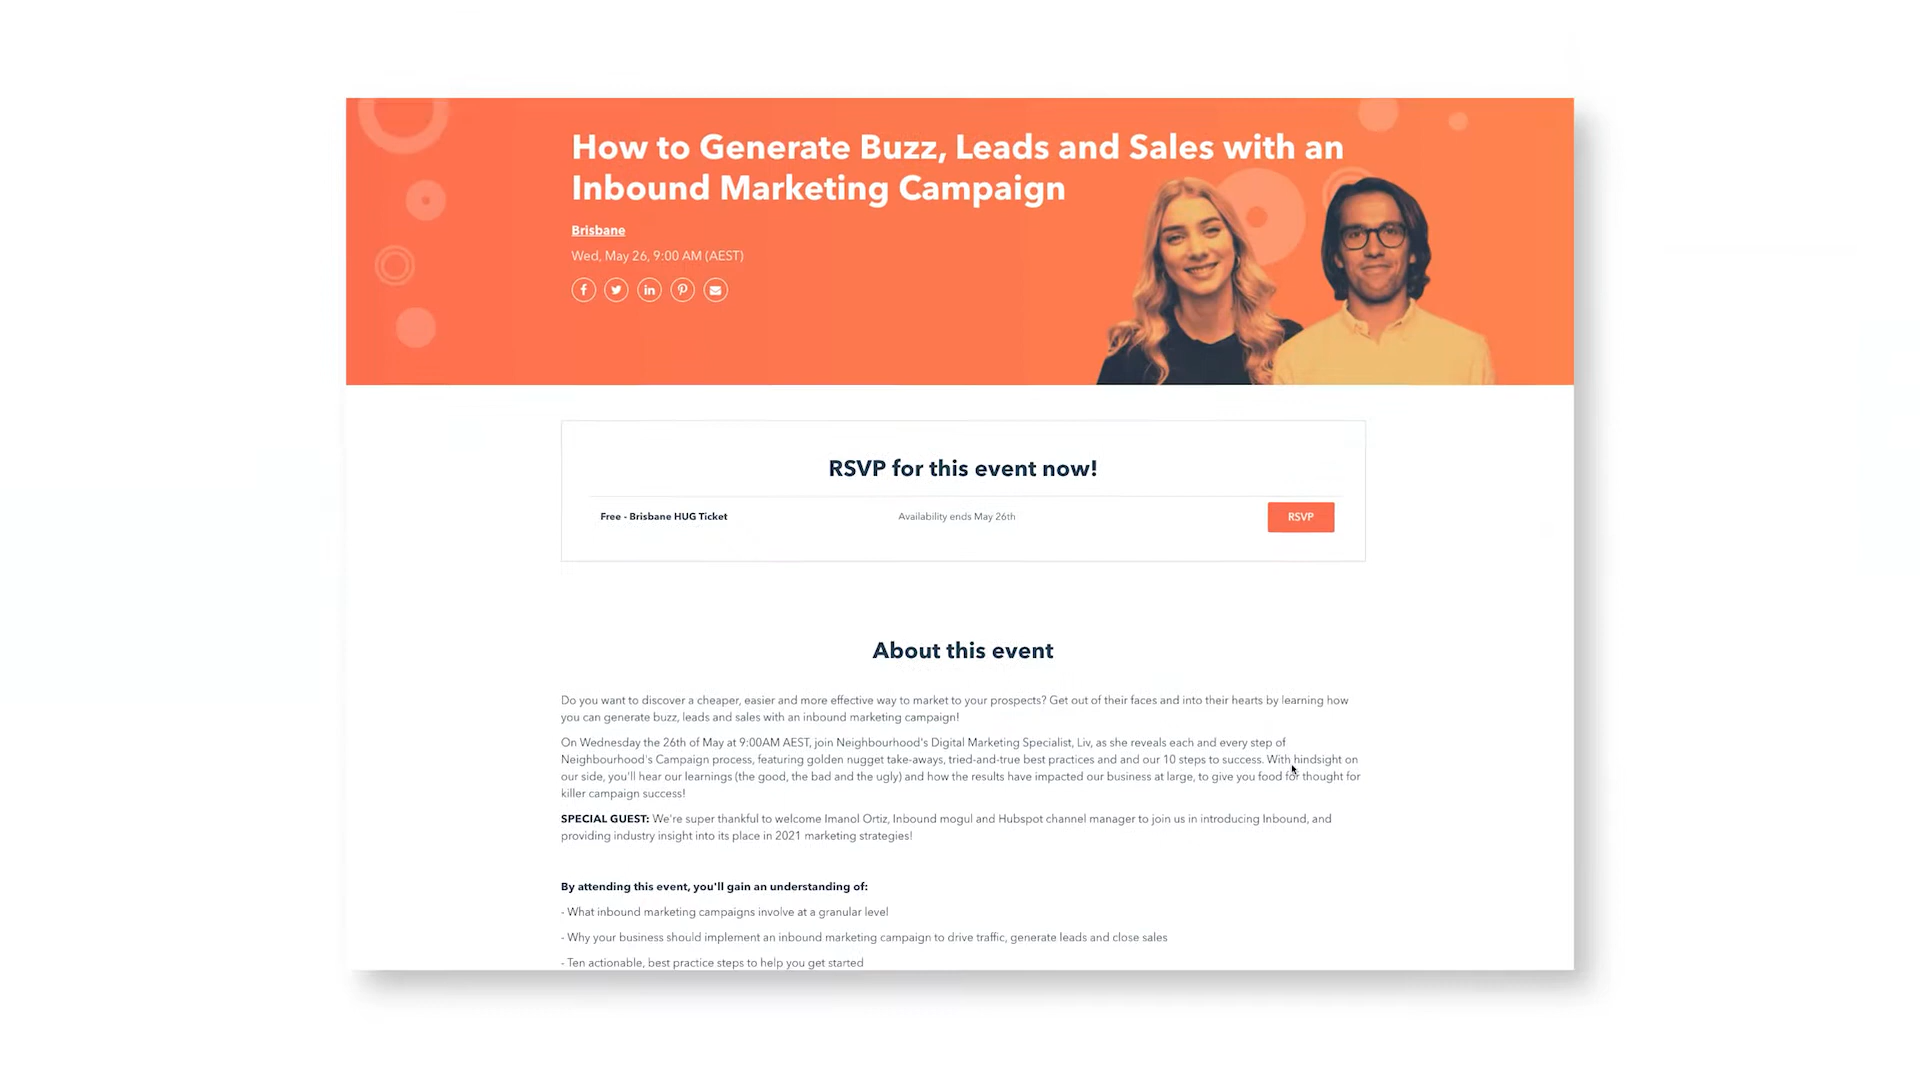 How to Generate Buzz, Leads and Sales with an
Inbound Marketing Campaign
Brisbane
Wed, May 26, 9:00 AM (AEST)
RSVP for this event now!
Free - Brisbane HUG Ticket
Availability ends May 26th
RSVP
About this event
Do you want to discover a cheaper, easier and more effective way to market to your prospects? Get out of their faces and into their hearts by learning how
you can generate buzz, leads and sales with an inbound marketing campaign!
On Wednesday the 26th of May at 9:00AM AEST, join Neighbourhood's Digital Marketing Specialist, Liv, as she reveals each and every step of
Neighbourhood's Campaign process, featuring golden nugget take-aways, tried-and-true best practices and and our 10 steps to success. With hindsight on
our side, you'll hear our learnings (the good, the bad and the ugly) and how the results have impacted our business at large, to give you food for thought for
killer campaign success!
SPECIAL GUEST: We're super thankful to welcome Imanol Ortiz, Inbound mogul and Hubspot channel manager to join us in introducing Inbound, and
providing industry insight into its place in 2021 marketing strategies!
By attending this event, you'll gain an understanding of:
- What inbound marketing campaigns involve at a granular level
- Why your business should implement an inbound marketing campaign to drive traffic, generate leads and close sales
- Ten actionable, best practice steps to help you get started